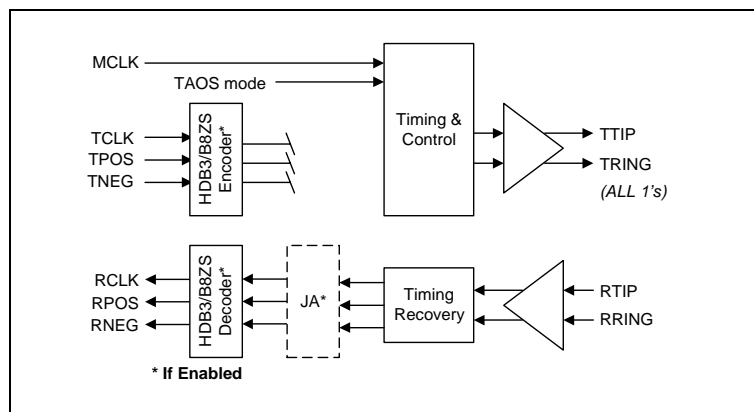 MCLK
TAOS mode
TCLK
TPOS
TNEG
HDB3/B8ZS
Encoder*
Timing &
Control
TTIP
TRING
(ALL 1's)
RCLK
RPOS
RNEG
HDB3/B8ZS
Decoder*
JA*
Timing
Recovery
RTIP
RRING
* If Enabled